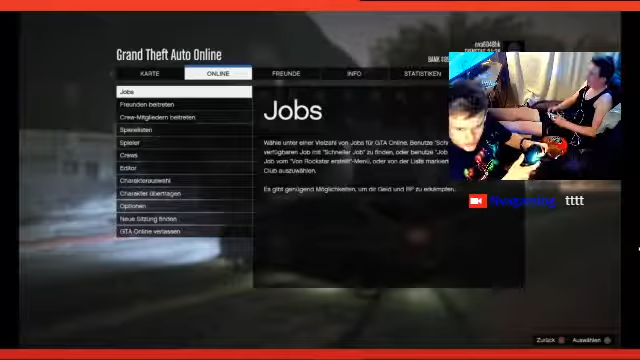 Grand Theft Auto Online
KARTE
ONLINE
FREUNDE
INFO
STATISTIKEN
Jobs
Freunden beitreten
Crew-Mitgliedern beitreten
Spielelisten
Spieler
Crews
Editor
Charakterauswahl
Charakter übertragen
Optionen
Neue Sitzung finden
GTA Online verlassen
Jobs
Wähle unter einer Vielzahl von Jobs für GTA Online. Benutze
verfügbaren Job mit "Schneller Job" zu finden, oder benutze "Job
Job vom "Von Rockstar erstellt"-Menü, oder von der Liste
Club auszuwählen.
Es gibt genügend Möglichkeiten, um dir Geld und RP zu erkämpfen.
tttt
Zurück
Auswählen